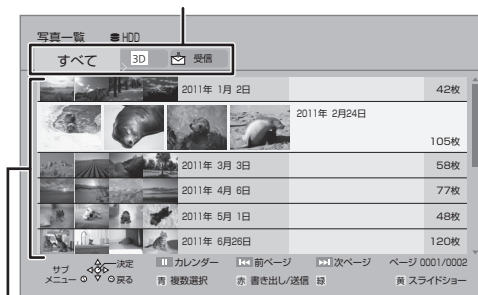 写真一覧 HDD
すべて 3D 受信
2011年 1月 2日 42枚
2011年 2月24日
105枚
2011年 3月 3日 58枚
2011年 4月 6日 77枚
2011年 5月 1日 48枚
2011年 6月26日 120枚
サブメニュー 決定 戻る カレンダー 前ページ 次ページ ページ 0001/0002
青 複数選択 赤 書き出し/送信 緑 黄 スライドショー